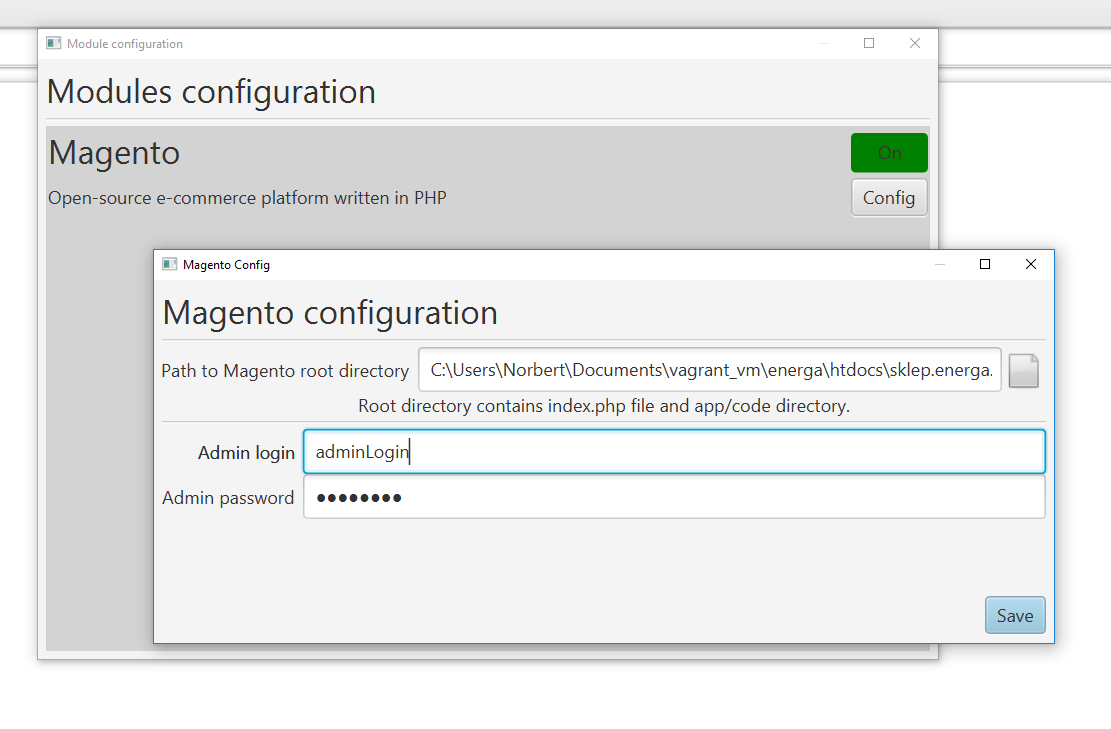 Module configuration
Modules configuration
Magento
On
Open-source e-commerce platform written in PHP
Config
Magento Config
Magento configuration
Path to Magento root directory C:\Users\Norbert\Documents\vagrant_vm\energa\htdocs\sklep.energa.
Root directory contains index.php file and app/code directory.
Admin login adminLogin
Admin password ●●●●●●●●
Save